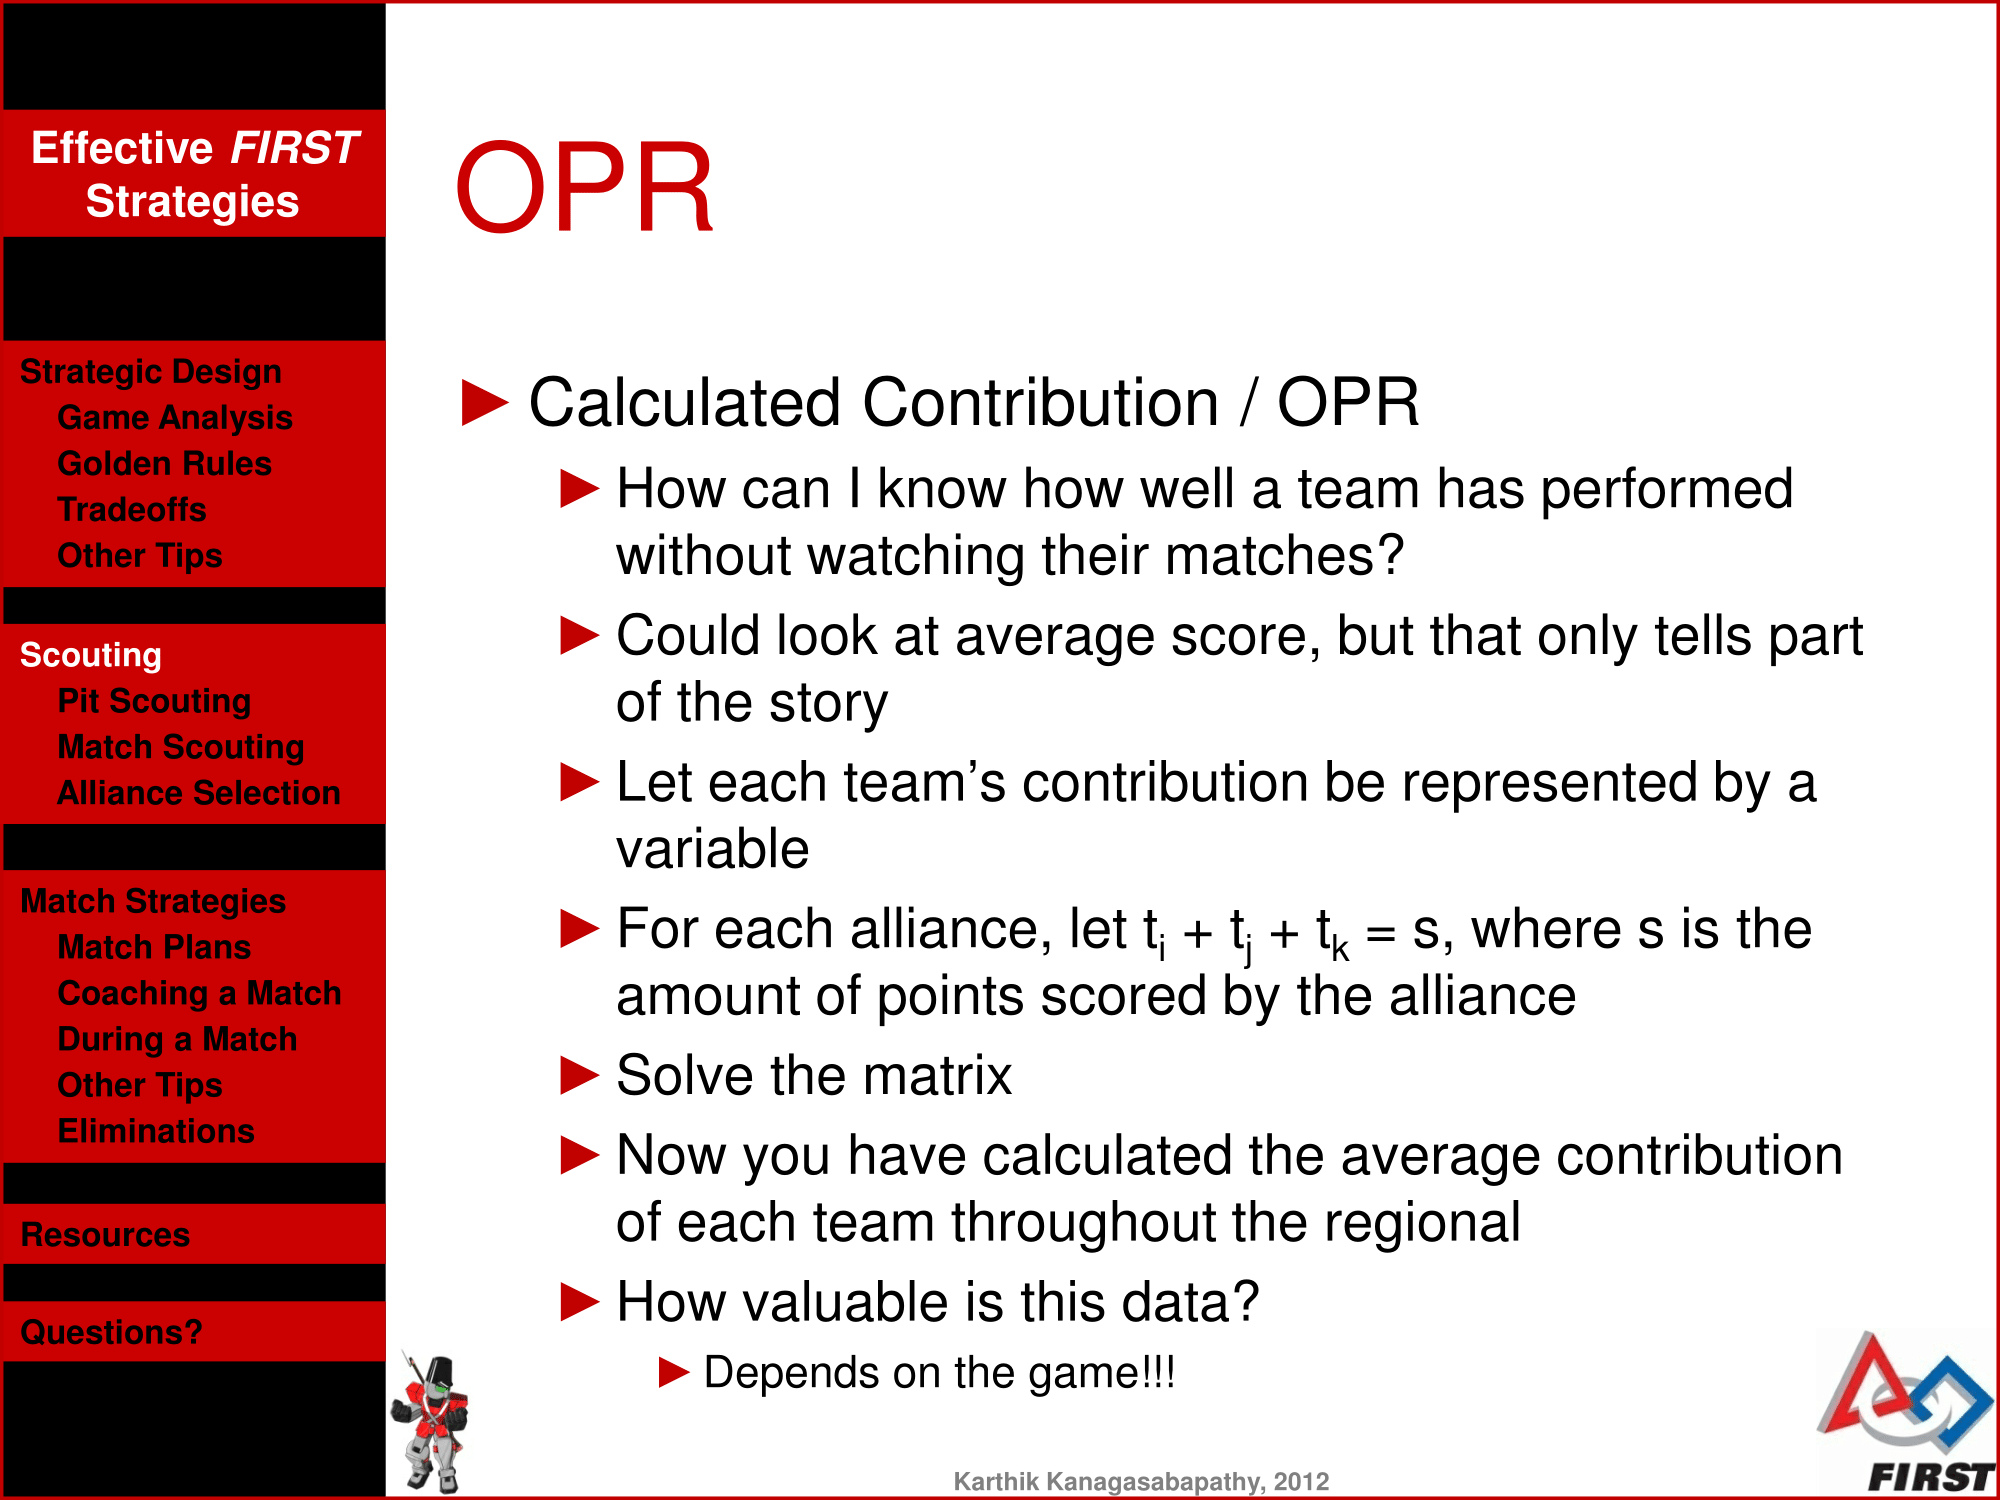 Effective FIRST
Strategies
Strategic Design
Game Analysis
Golden Rules
Tradeoffs
Other Tips
Scouting
Pit Scouting
Match Scouting
Alliance Selection
Match Strategies
Match Plans
Coaching a Match
During a Match
Other Tips
Eliminations
Resources
Questions?
OPR
► Calculated Contribution / OPR
► How can I know how well a team has performed
without watching their matches?
► Could look at average score, but that only tells part
of the story
► Let each team’s contribution be represented by a
variable
► For each alliance, let tᵢ + tⱼ + tₖ = s, where s is the
amount of points scored by the alliance
► Solve the matrix
► Now you have calculated the average contribution
of each team throughout the regional
► How valuable is this data?
► Depends on the game!!!
Karthik Kanagasabapathy, 2012
FIRST